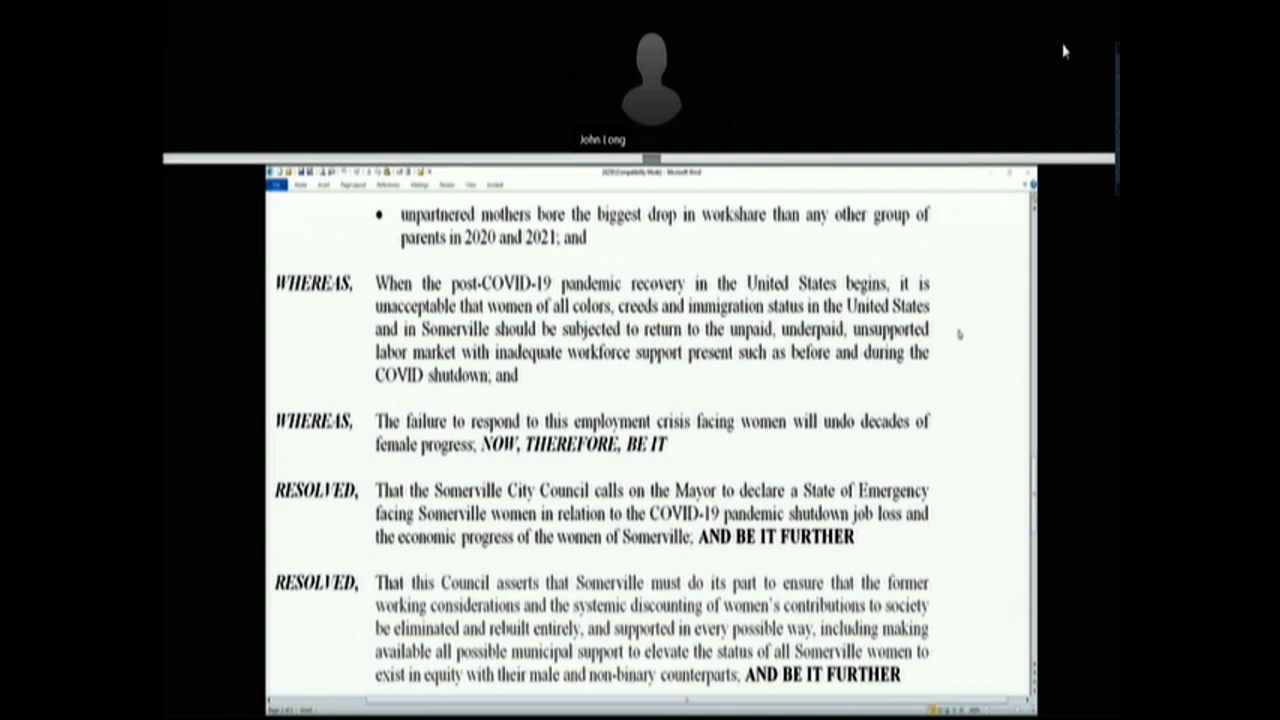 John Long
unpartnered mothers bore the biggest drop in workshare than any other group of
parents in 2020 and 2021; and
WHEREAS, When the post-COVID-19 pandemic recovery in the United States begins, it is
unacceptable that women of all colors, creeds and immigration status in the United States
and in Somerville should be subjected to return to the unpaid, underpaid, unsupported
labor market with inadequate workforce support present such as before and during the
COVID shutdown; and
WHEREAS, The failure to respond to this employment crisis facing women will undo decades of
female progress; NOW, THEREFORE, BE IT
RESOLVED, That the Somerville City Council calls on the Mayor to declare a State of Emergency
facing Somerville women in relation to the COVID-19 pandemic shutdown job loss and
the economic progress of the women of Somerville; AND BE IT FURTHER
RESOLVED, That this Council asserts that Somerville must do its part to ensure that the former
working considerations and the systemic discounting of women's contributions to society
be eliminated and rebuilt entirely, and supported in every possible way, including making
available all possible municipal support to elevate the status of all Somerville women to
exist in equity with their male and non-binary counterparts; AND BE IT FURTHER